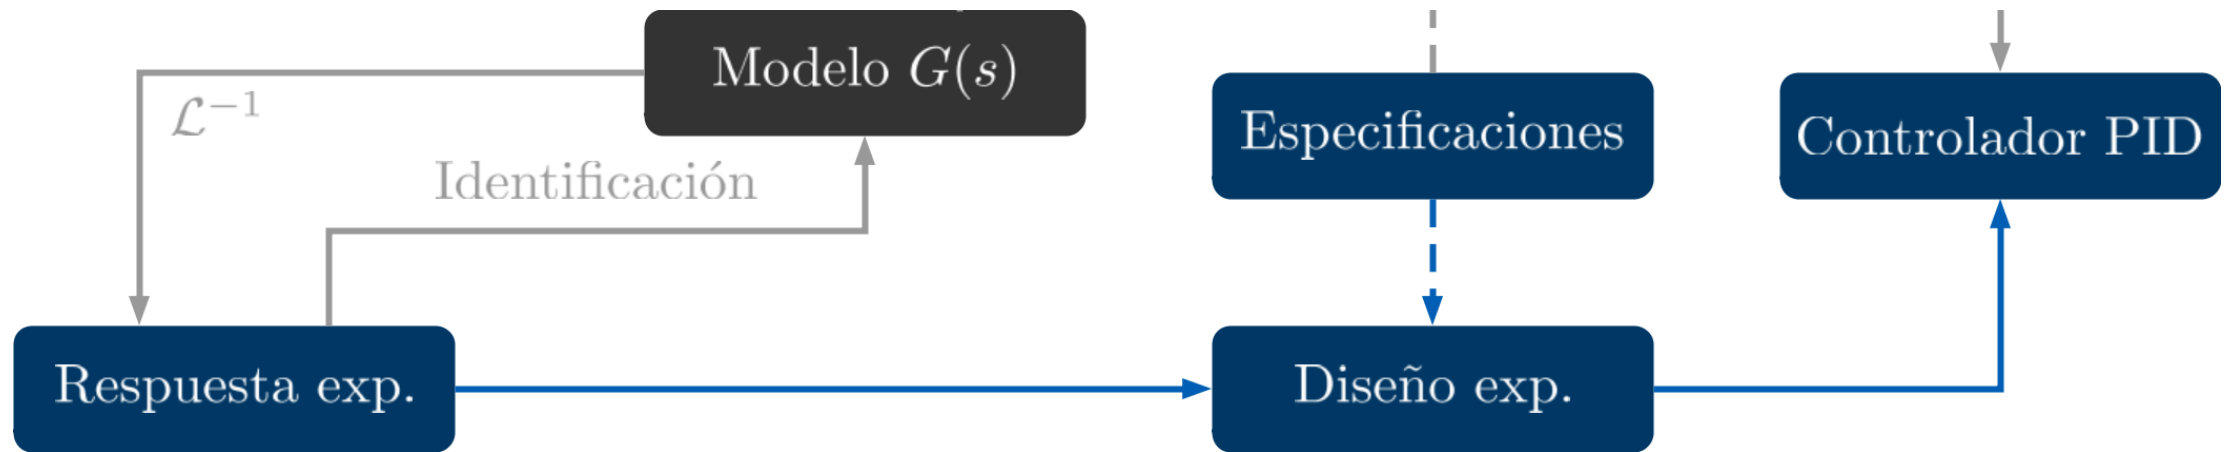 Modelo G(s)
ℒ⁻¹
Especificaciones
Controlador PID
Identificación
Respuesta exp.
Diseño exp.